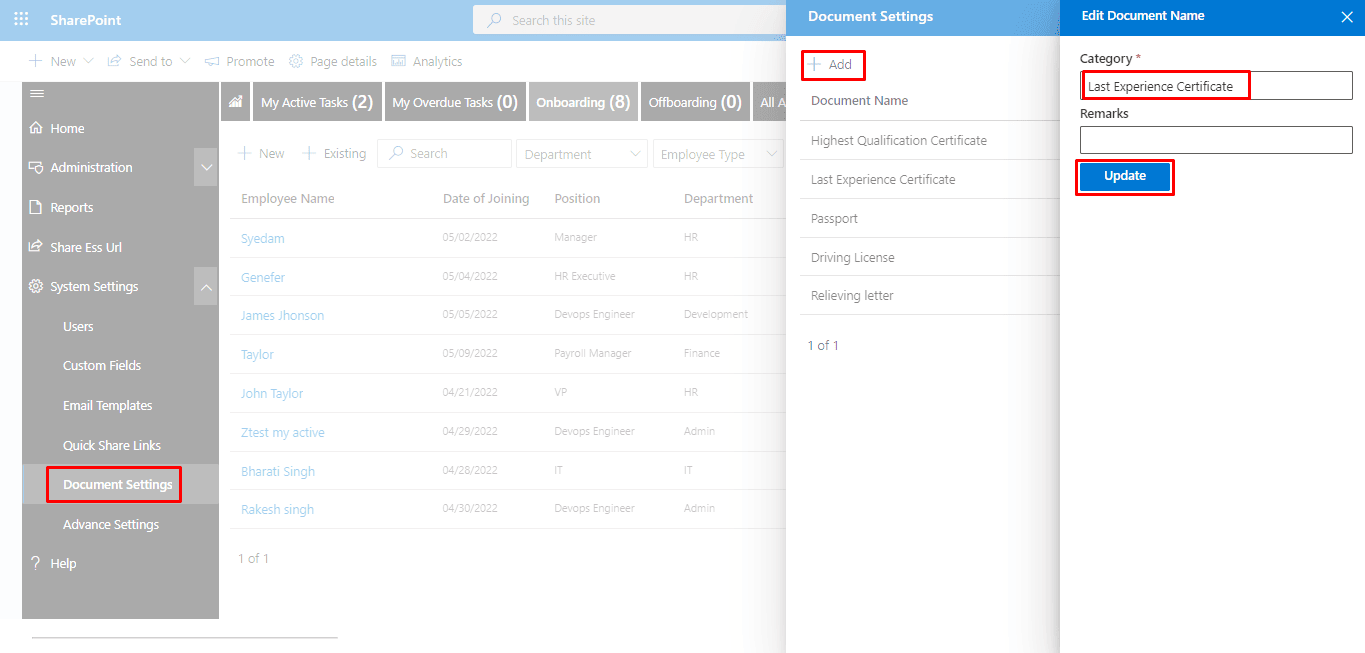 SharePoint
Search this site
New
Send to
Promote
Page details
Analytics
Home
Administration
Reports
Share Ess Url
System Settings
Users
Custom Fields
Email Templates
Quick Share Links
Document Settings
Advance Settings
? Help
My Active Tasks (2) My Overdue Tasks (0) Onboarding (8) Offboarding (0) All A
+ New + Existing Search Department Employee Type
Employee Name Date of Joining Position Department
Syedam 05/02/2022 Manager HR
Genefer 05/04/2022 HR Executive HR
James Jhonson 05/05/2022 Devops Engineer Development
Taylor 05/09/2022 Payroll Manager Finance
John Taylor 04/21/2022 VP HR
Ztest my active 04/29/2022 Devops Engineer Admin
Bharati Singh 04/28/2022 IT IT
Rakesh singh 04/30/2022 Devops Engineer Admin
1 of 1
Document Settings
+ Add
Document Name
Highest Qualification Certificate
Last Experience Certificate
Passport
Driving License
Relieving letter
1 of 1
Edit Document Name
Category *
Last Experience Certificate
Remarks
Update